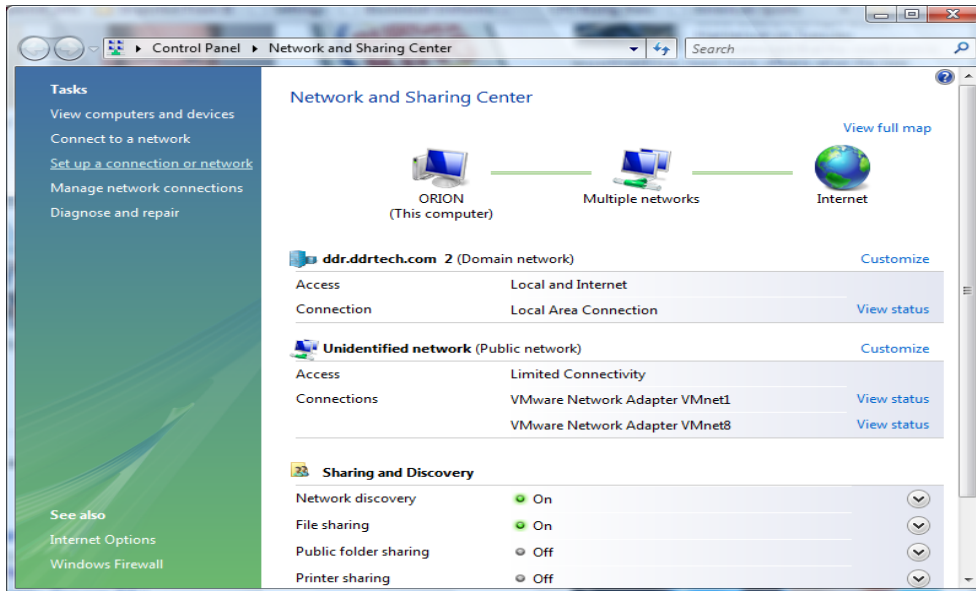 Control Panel Network and Sharing Center Search
Tasks
View computers and devices
Connect to a network
Set up a connection or network
Manage network connections
Diagnose and repair
See also
Internet Options
Windows Firewall
Network and Sharing Center
View full map
ORION
(This computer)
Multiple networks
Internet
ddr.ddrtech.com 2 (Domain network) Customize
Access Local and Internet
Connection Local Area Connection View status
Unidentified network (Public network) Customize
Access Limited Connectivity
Connections VMware Network Adapter VMnet1 View status
VMware Network Adapter VMnet8 View status
Sharing and Discovery
Network discovery On
File sharing On
Public folder sharing Off
Printer sharing Off